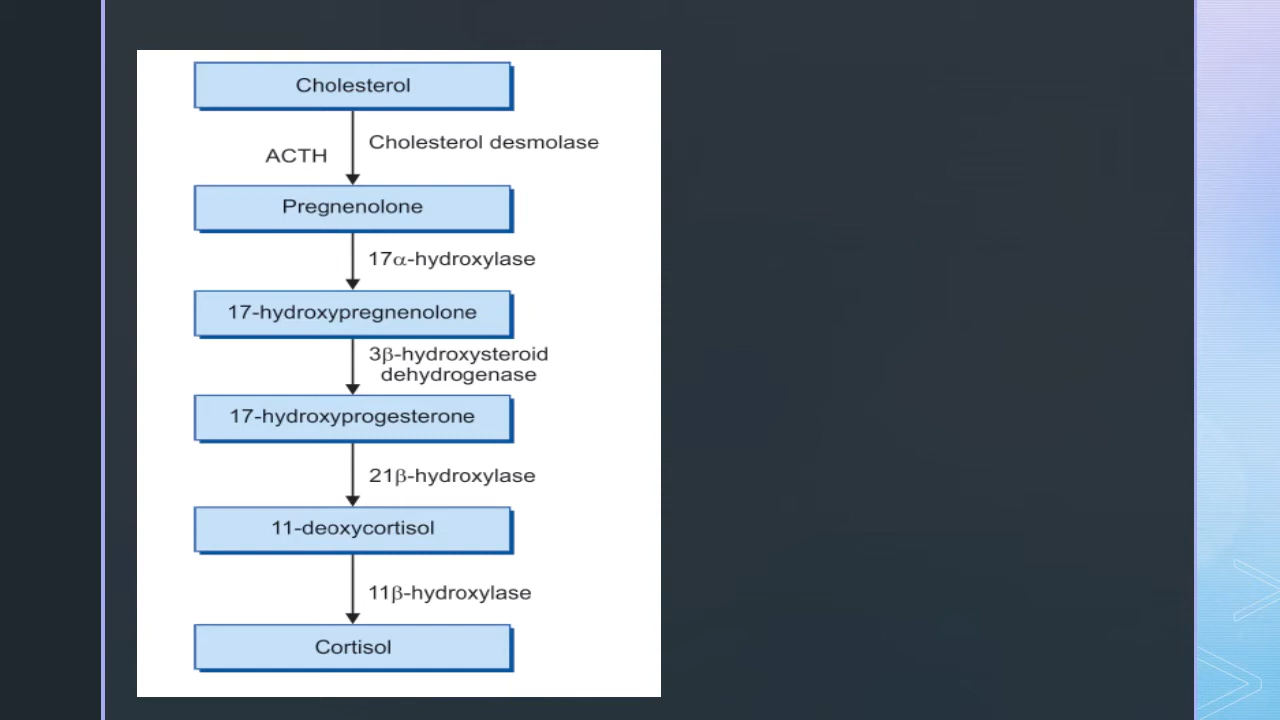 Cholesterol
Cholesterol desmolase
ACTH
Pregnenolone
17α-hydroxylase
17-hydroxypregnenolone
3β-hydroxysteroid
dehydrogenase
17-hydroxyprogesterone
21β-hydroxylase
11-deoxycortisol
11β-hydroxylase
Cortisol